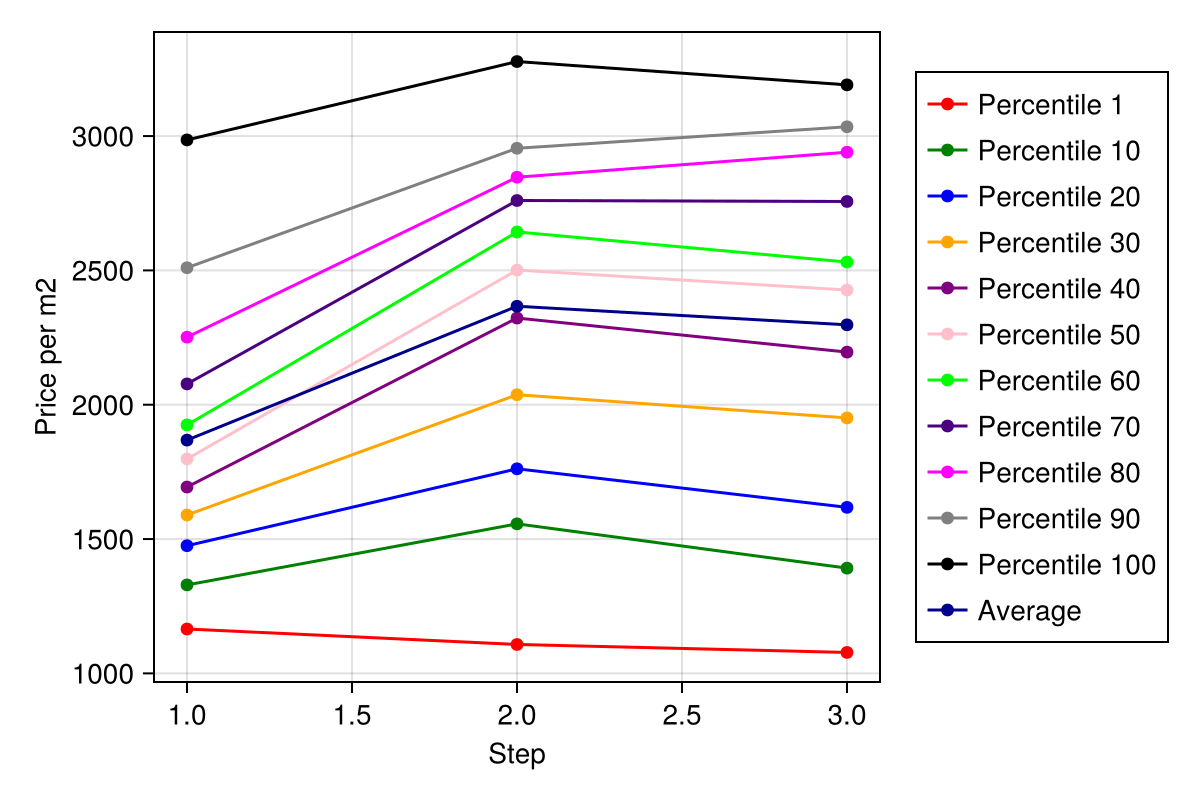 Price per m2
3000
2500
2000
1500
1000
1.0 1.5 2.0 2.5 3.0
Step
Percentile 1
Percentile 10
Percentile 20
Percentile 30
Percentile 40
Percentile 50
Percentile 60
Percentile 70
Percentile 80
Percentile 90
Percentile 100
Average